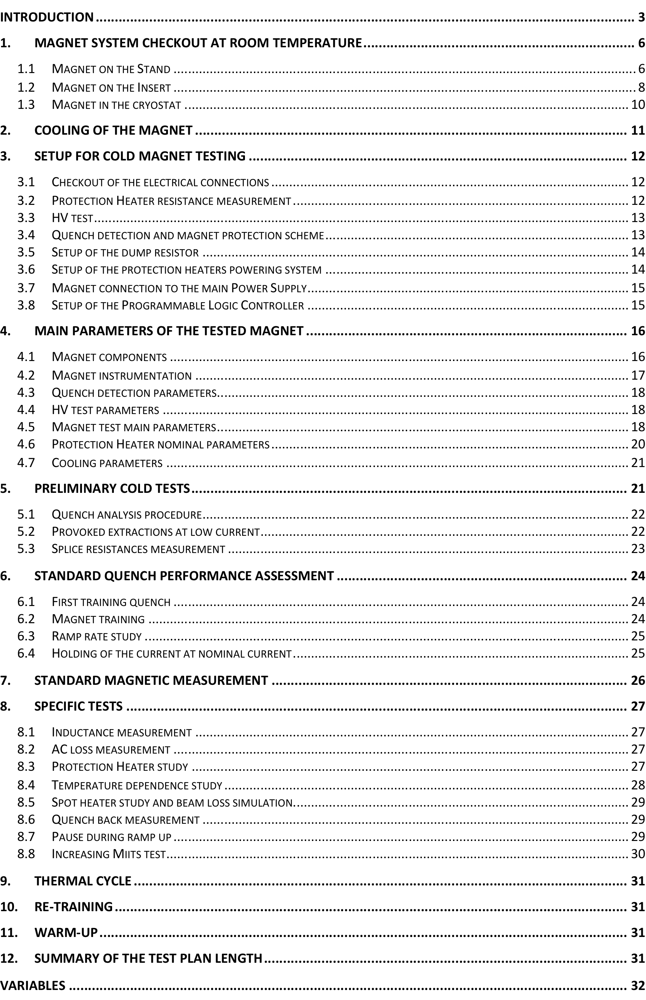 INTRODUCTION ........ 3
1. MAGNET SYSTEM CHECKOUT AT ROOM TEMPERATURE ........ 6
1.1 Magnet on the Stand ........ 6
1.2 Magnet on the Insert ........ 8
1.3 Magnet in the cryostat ........ 10
2. COOLING OF THE MAGNET ........ 11
3. SETUP FOR COLD MAGNET TESTING ........ 12
3.1 Checkout of the electrical connections ........ 12
3.2 Protection Heater resistance measurement ........ 12
3.3 HV test ........ 13
3.4 Quench detection and magnet protection scheme ........ 13
3.5 Setup of the dump resistor ........ 14
3.6 Setup of the protection heaters powering system ........ 14
3.7 Magnet connection to the main Power Supply ........ 15
3.8 Setup of the Programmable Logic Controller ........ 15
4. MAIN PARAMETERS OF THE TESTED MAGNET ........ 16
4.1 Magnet components ........ 16
4.2 Magnet instrumentation ........ 17
4.3 Quench detection parameters ........ 18
4.4 HV test parameters ........ 18
4.5 Magnet test main parameters ........ 18
4.6 Protection Heater nominal parameters ........ 20
4.7 Cooling parameters ........ 21
5. PRELIMINARY COLD TESTS ........ 21
5.1 Quench analysis procedure ........ 22
5.2 Provoked extractions at low current ........ 22
5.3 Splice resistances measurement ........ 23
6. STANDARD QUENCH PERFORMANCE ASSESSMENT ........ 24
6.1 First training quench ........ 24
6.2 Magnet training ........ 24
6.3 Ramp rate study ........ 25
6.4 Holding of the current at nominal current ........ 25
7. STANDARD MAGNETIC MEASUREMENT ........ 26
8. SPECIFIC TESTS ........ 27
8.1 Inductance measurement ........ 27
8.2 AC loss measurement ........ 27
8.3 Protection Heater study ........ 27
8.4 Temperature dependence study ........ 28
8.5 Spot heater study and beam loss simulation ........ 29
8.6 Quench back measurement ........ 29
8.7 Pause during ramp up ........ 29
8.8 Increasing Miits test ........ 30
9. THERMAL CYCLE ........ 31
10. RE-TRAINING ........ 31
11. WARM-UP ........ 31
12. SUMMARY OF THE TEST PLAN LENGTH ........ 31
VARIABLES ........ 32